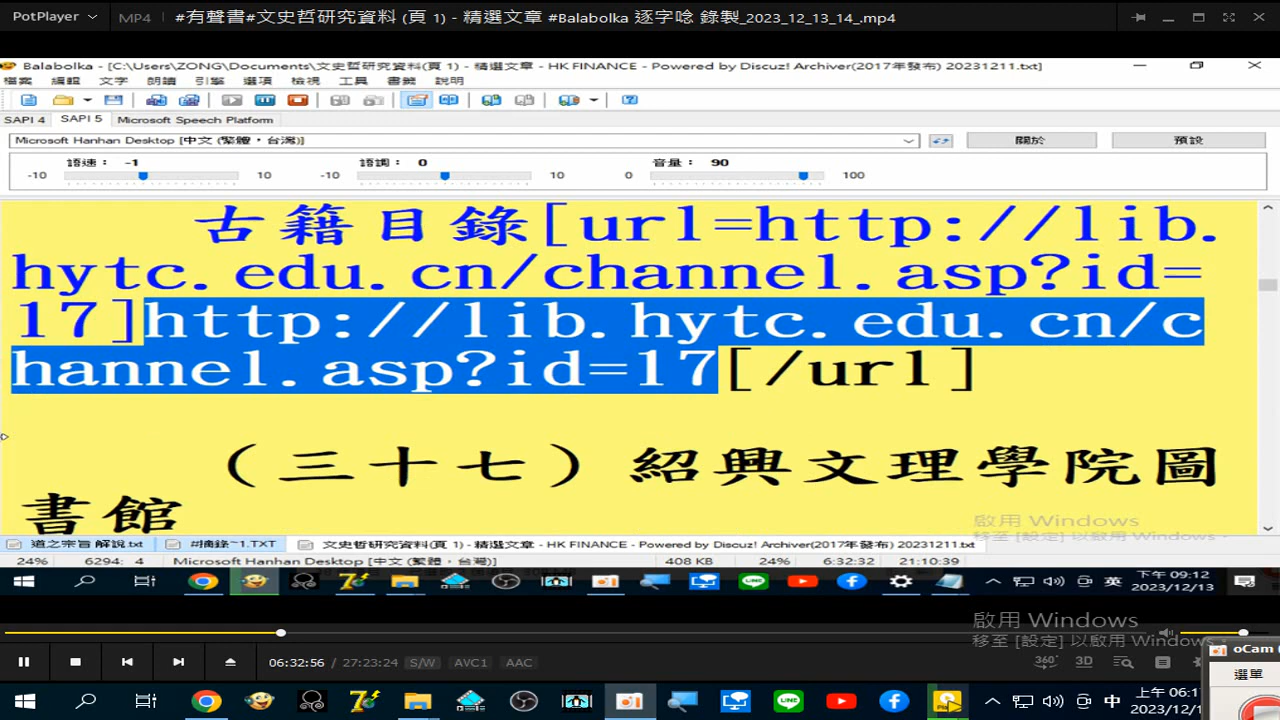 PotPlayer
MP4
#有聲書#文史哲研究資料 (頁 1) - 精選文章 #Balabolka 逐字唸 錄製_2023_12_13_14_.mp4
Balabolka - [C:\Users\ZONG\Documents\文史哲研究資料(頁 1) - 精選文章 - HK FINANCE - Powered by Discuz! Archiver(2017年發布) 20231211.txt]
檔案 編輯 文字 朗讀 引擎 選項 檢視 工具 書籤 說明
SAPI 4 SAPI 5 Microsoft Speech Platform
Microsoft Hanhan Desktop [中文 (繁體，台灣)]
關於 預設
語速： -1 語調： 0 音量： 90
-10 10 -10 10 0 100
古籍目錄[url=http://lib.
hytc.edu.cn/channel.asp?id=
17]http://lib.hytc.edu.cn/c
hannel.asp?id=17[/url]
（三十七）紹興文理學院圖
書館
啟用 Windows
移至 [設定] 以啟用 Windows。
道之宗旨 解說.txt #摘錄~1.TXT 文史哲研究資料(頁 1) - 精選文章 - HK FINANCE - Powered by Discuz! Archiver(2017年發布) 20231211.txt
24% 6294: 4 Microsoft Hanhan Desktop [中文 (繁體，台灣)] 408 KB 24% 6:32:32 21:10:39
英 下午 09:12
2023/12/13
啟用 Windows
移至 [設定] 以啟用 Windows。
06:32:56 / 27:23:24 S/W AVC1 AAC
360° 3D
oCam
選單
中 上午 06:1
2023/12/1